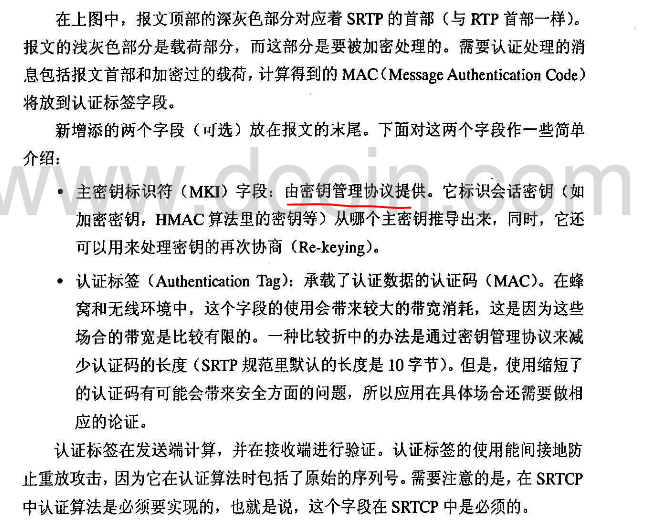 在上图中，报文顶部的深灰色部分对应着 SRTP 的首部（与 RTP 首部一样）。
报文的浅灰色部分是载荷部分，而这部分是要被加密处理的。需要认证处理的消
息包括报文首部和加密过的载荷，计算得到的 MAC（Message Authentication Code）
将放到认证标签字段。
新增添的两个字段（可选）放在报文的末尾。下面对这两个字段作一些简单
介绍：
• 主密钥标识符（MKI）字段：由密钥管理协议提供。它标识会话密钥（如
加密密钥，HMAC 算法里的密钥等）从哪个主密钥推导出来，同时，它还
可以用来处理密钥的再次协商（Re-keying）。
• 认证标签（Authentication Tag）：承载了认证数据的认证码（MAC）。在蜂
窝和无线环境中，这个字段的使用会带来较大的带宽消耗，这是因为这些
场合的带宽是比较有限的。一种比较折中的办法是通过密钥管理协议来减
少认证码的长度（SRTP 规范里默认的长度是 10 字节）。但是，使用缩短了
的认证码有可能会带来安全方面的问题，所以应用在具体场合还需要做相
应的论证。
认证标签在发送端计算，并在接收端进行验证。认证标签的使用能间接地防
止重放攻击，因为它在认证算法时包括了原始的序列号。需要注意的是，在 SRTCP
中认证算法是必须要实现的，也就是说，这个字段在 SRTCP 中是必须的。
www.docin.com